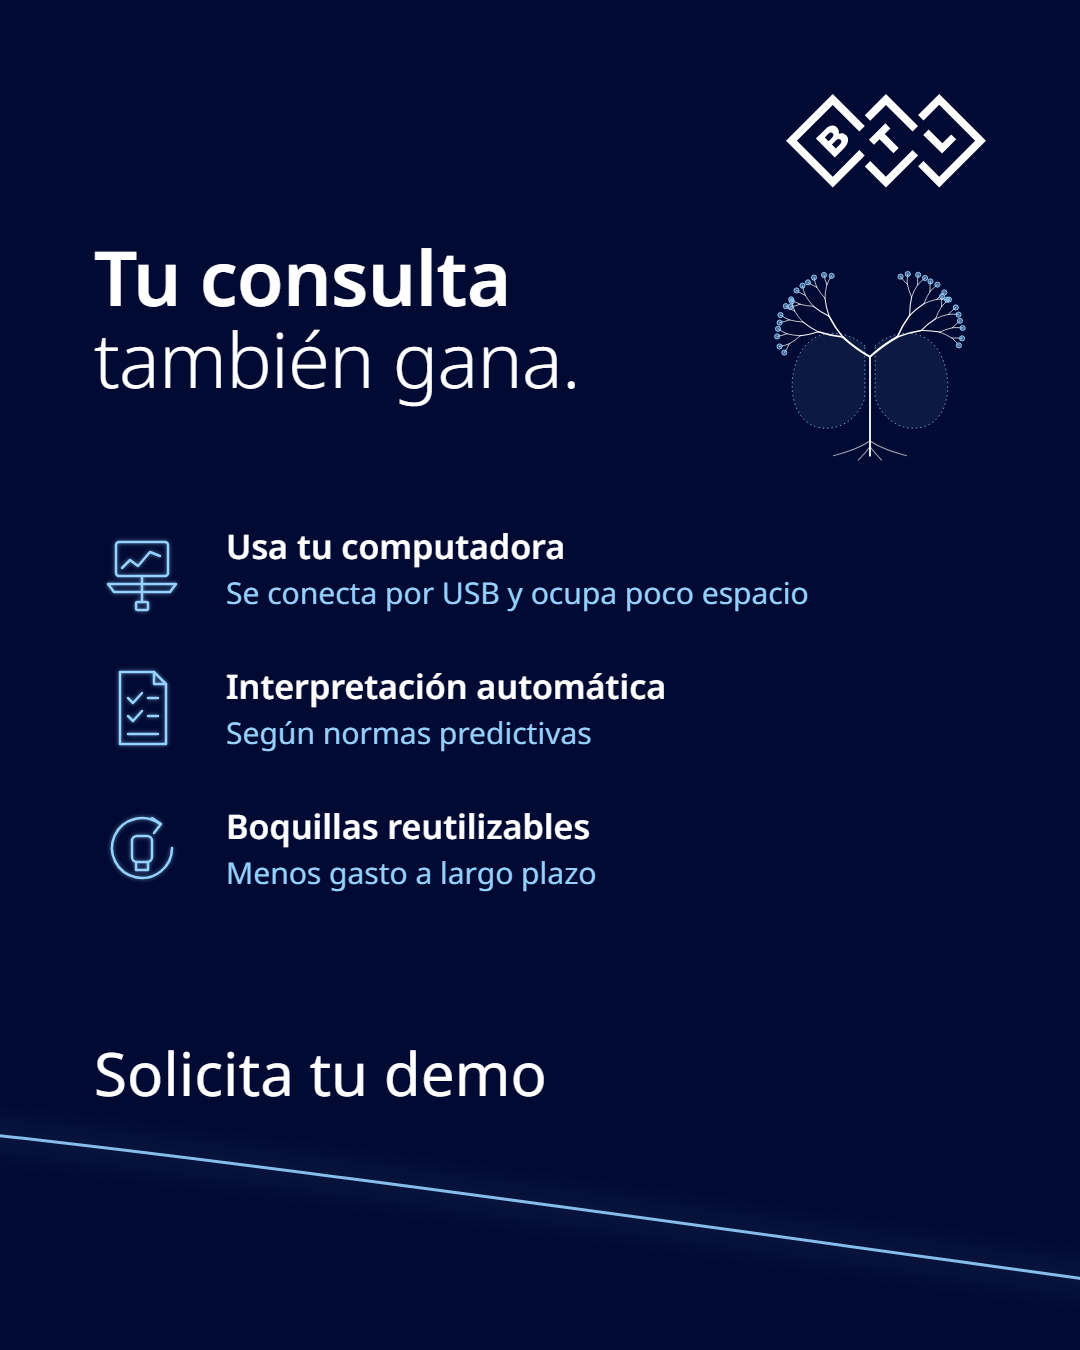 BTL
Tu consulta
también gana.
Usa tu computadora
Se conecta por USB y ocupa poco espacio
Interpretación automática
Según normas predictivas
Boquillas reutilizables
Menos gasto a largo plazo
Solicita tu demo